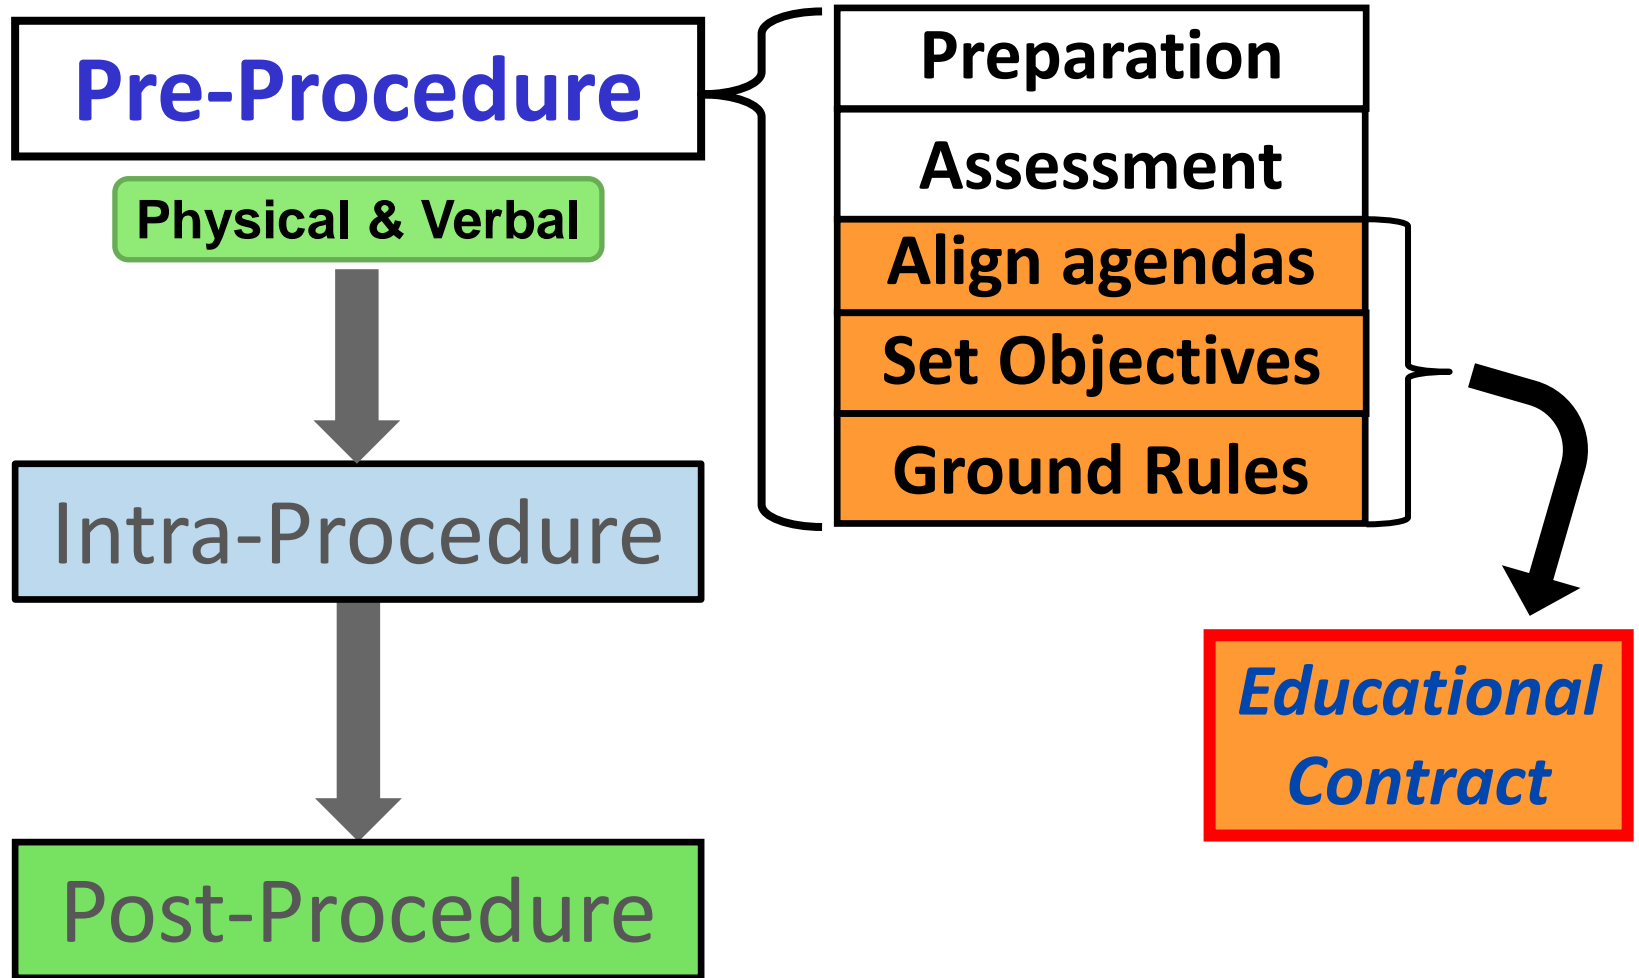 Pre-Procedure
Physical & Verbal
Intra-Procedure
Post-Procedure
Preparation
Assessment
Align agendas
Set Objectives
Ground Rules
Educational
Contract